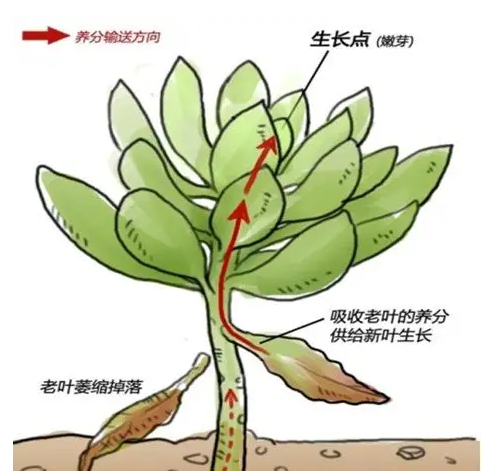 养分输送方向
生长点 (嫩芽)
吸收老叶的养分
供给新叶生长
老叶萎缩掉落